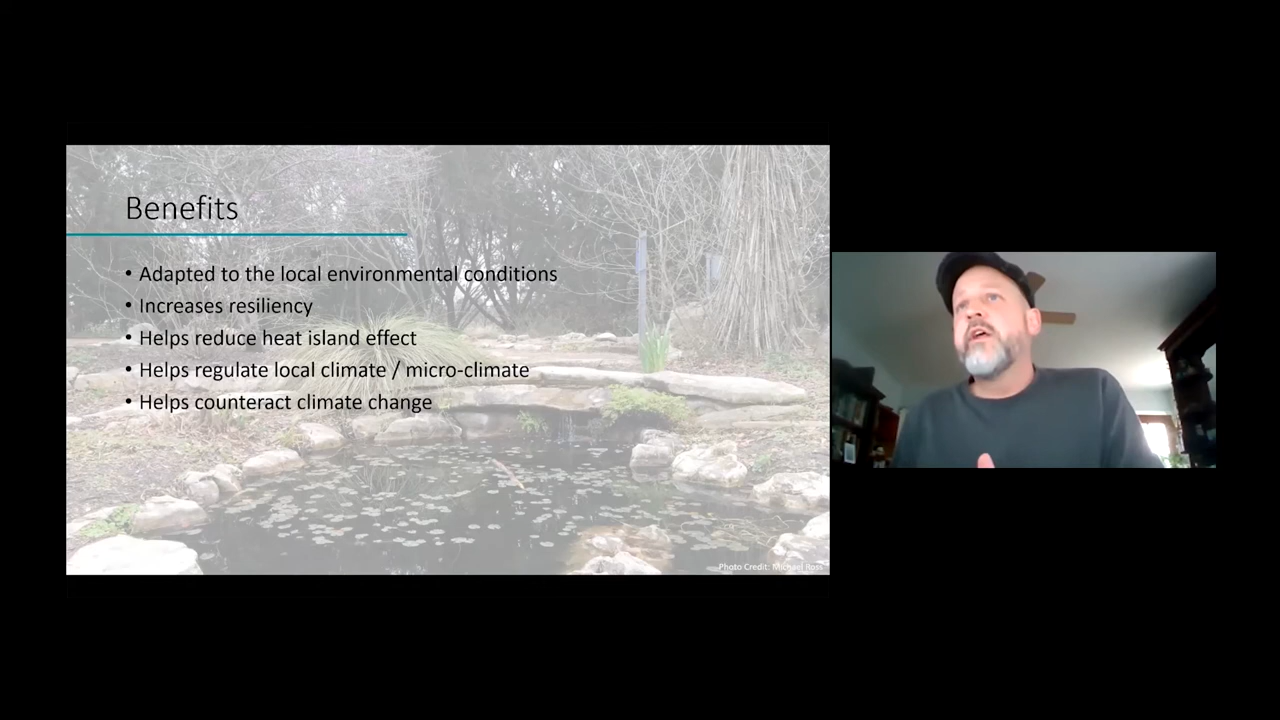 Benefits
• Adapted to the local environmental conditions
• Increases resiliency
• Helps reduce heat island effect
• Helps regulate local climate / micro-climate
• Helps counteract climate change
Photo Credit: Michael Ross